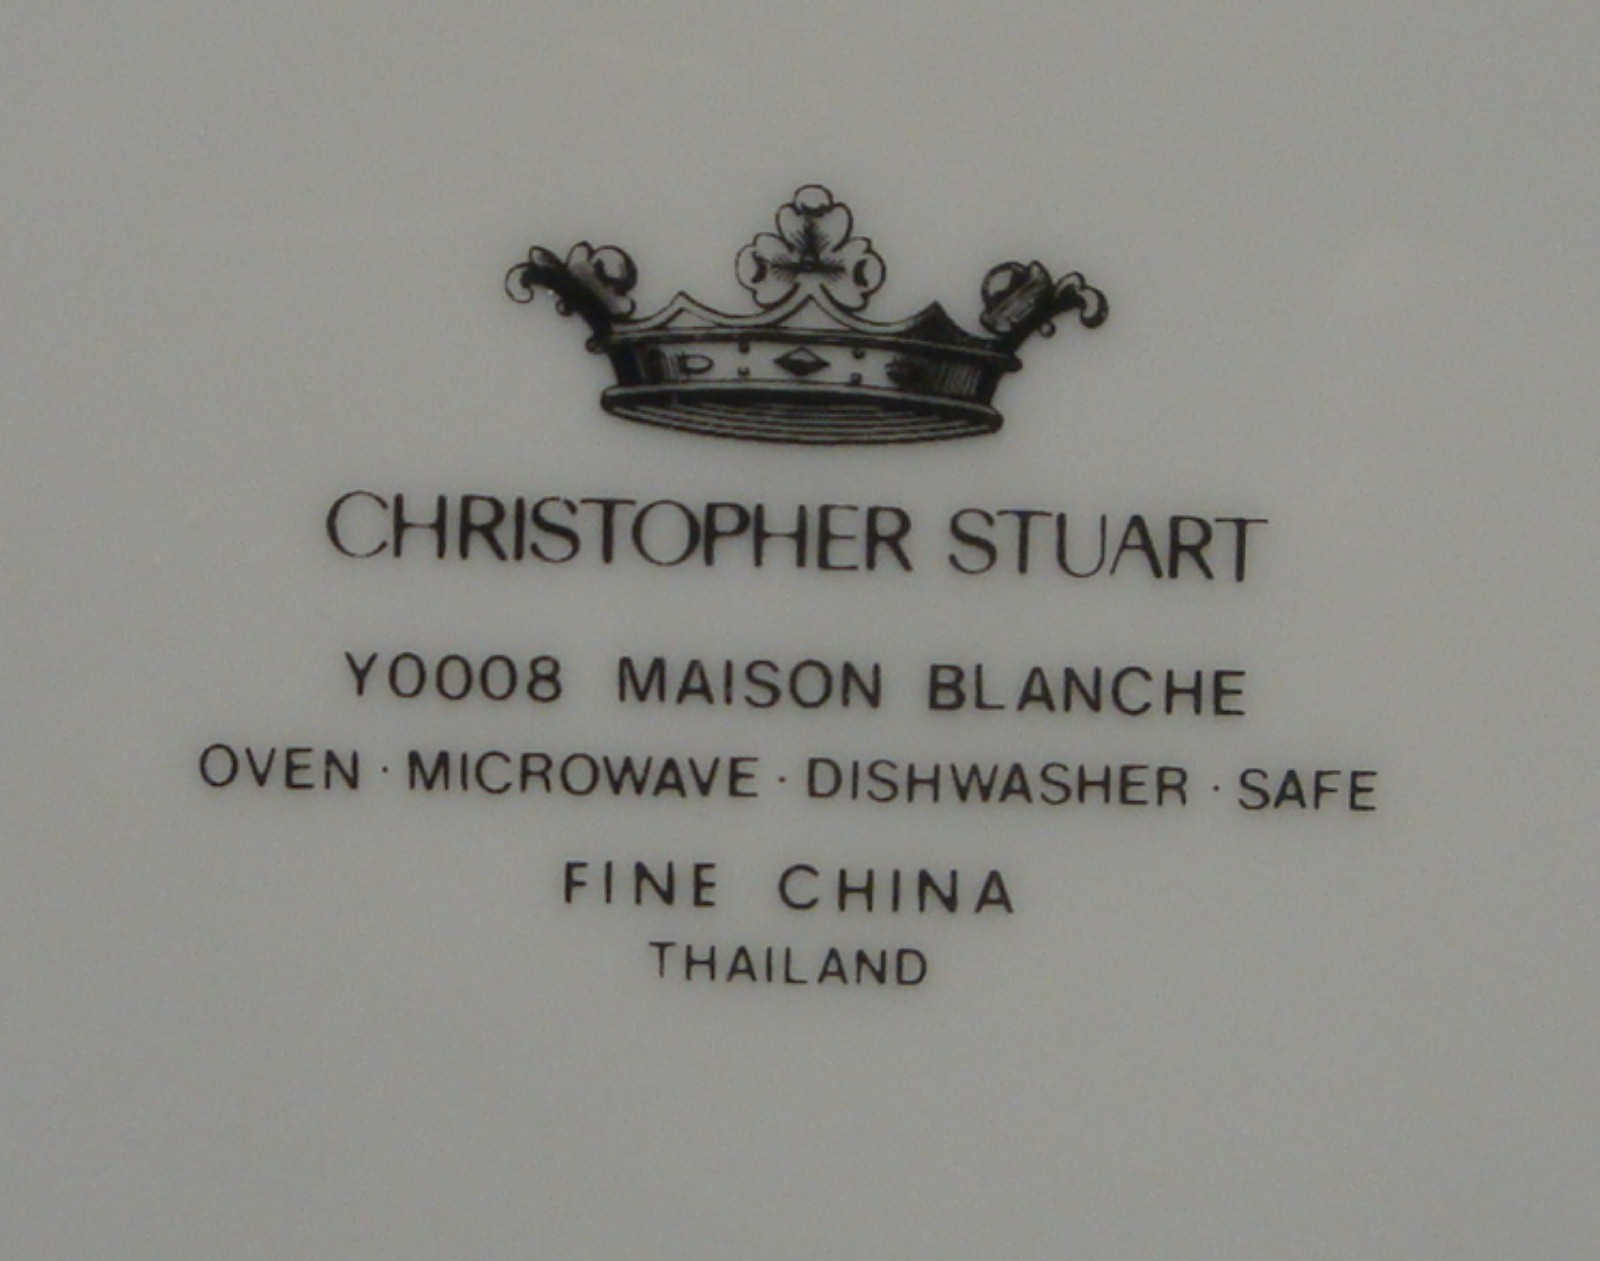 CHRISTOPHER STUART
Y0008 MAISON BLANCHE
OVEN · MICROWAVE · DISHWASHER · SAFE
FINE CHINA
THAILAND